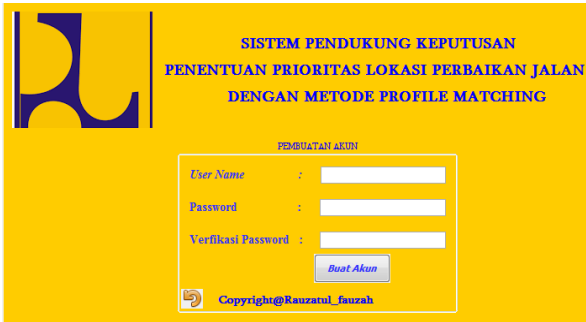 SISTEM PENDUKUNG KEPUTUSAN
PENENTUAN PRIORITAS LOKASI PERBAIKAN JALAN
DENGAN METODE PROFILE MATCHING
PEMBUATAN AKUN
User Name :
Password :
Verfikasi Password :
Buat Akun
Copyright@Rauzatul_fauzah